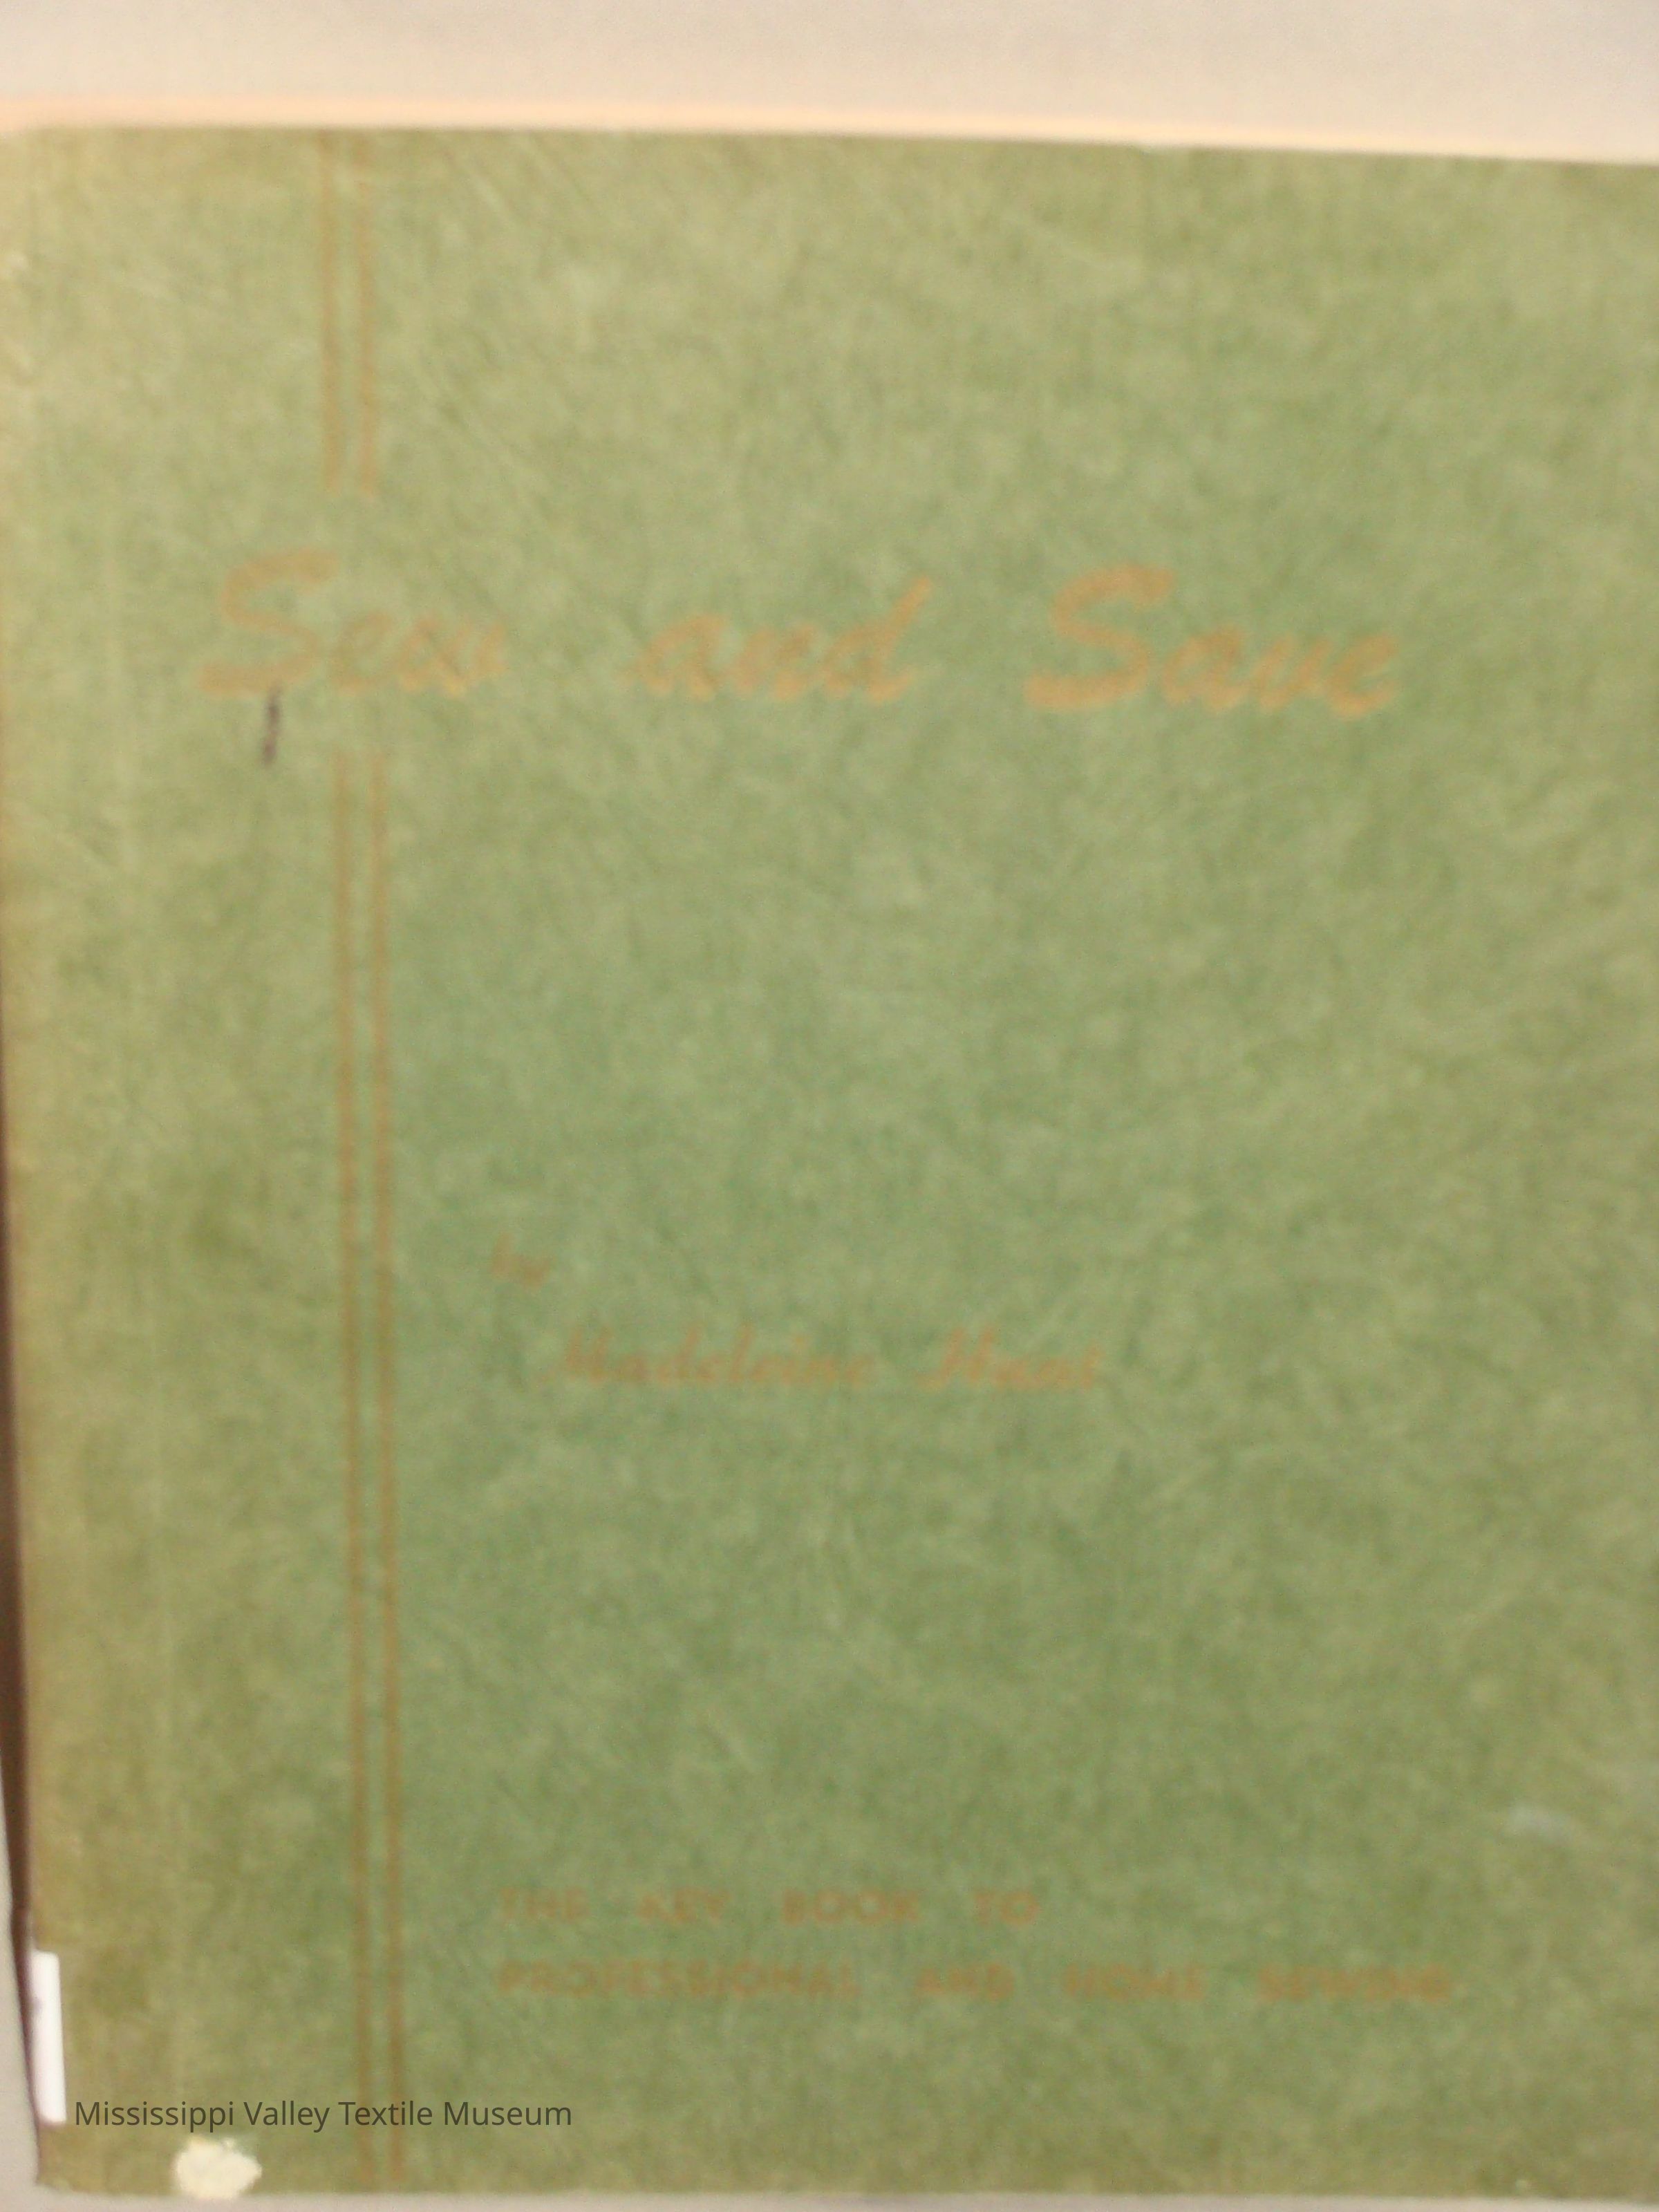 Sew and Save
by
Madeleine Hunt
THE KEY BOOK TO
PROFESSIONAL AND HOME SEWING
Mississippi Valley Textile Museum